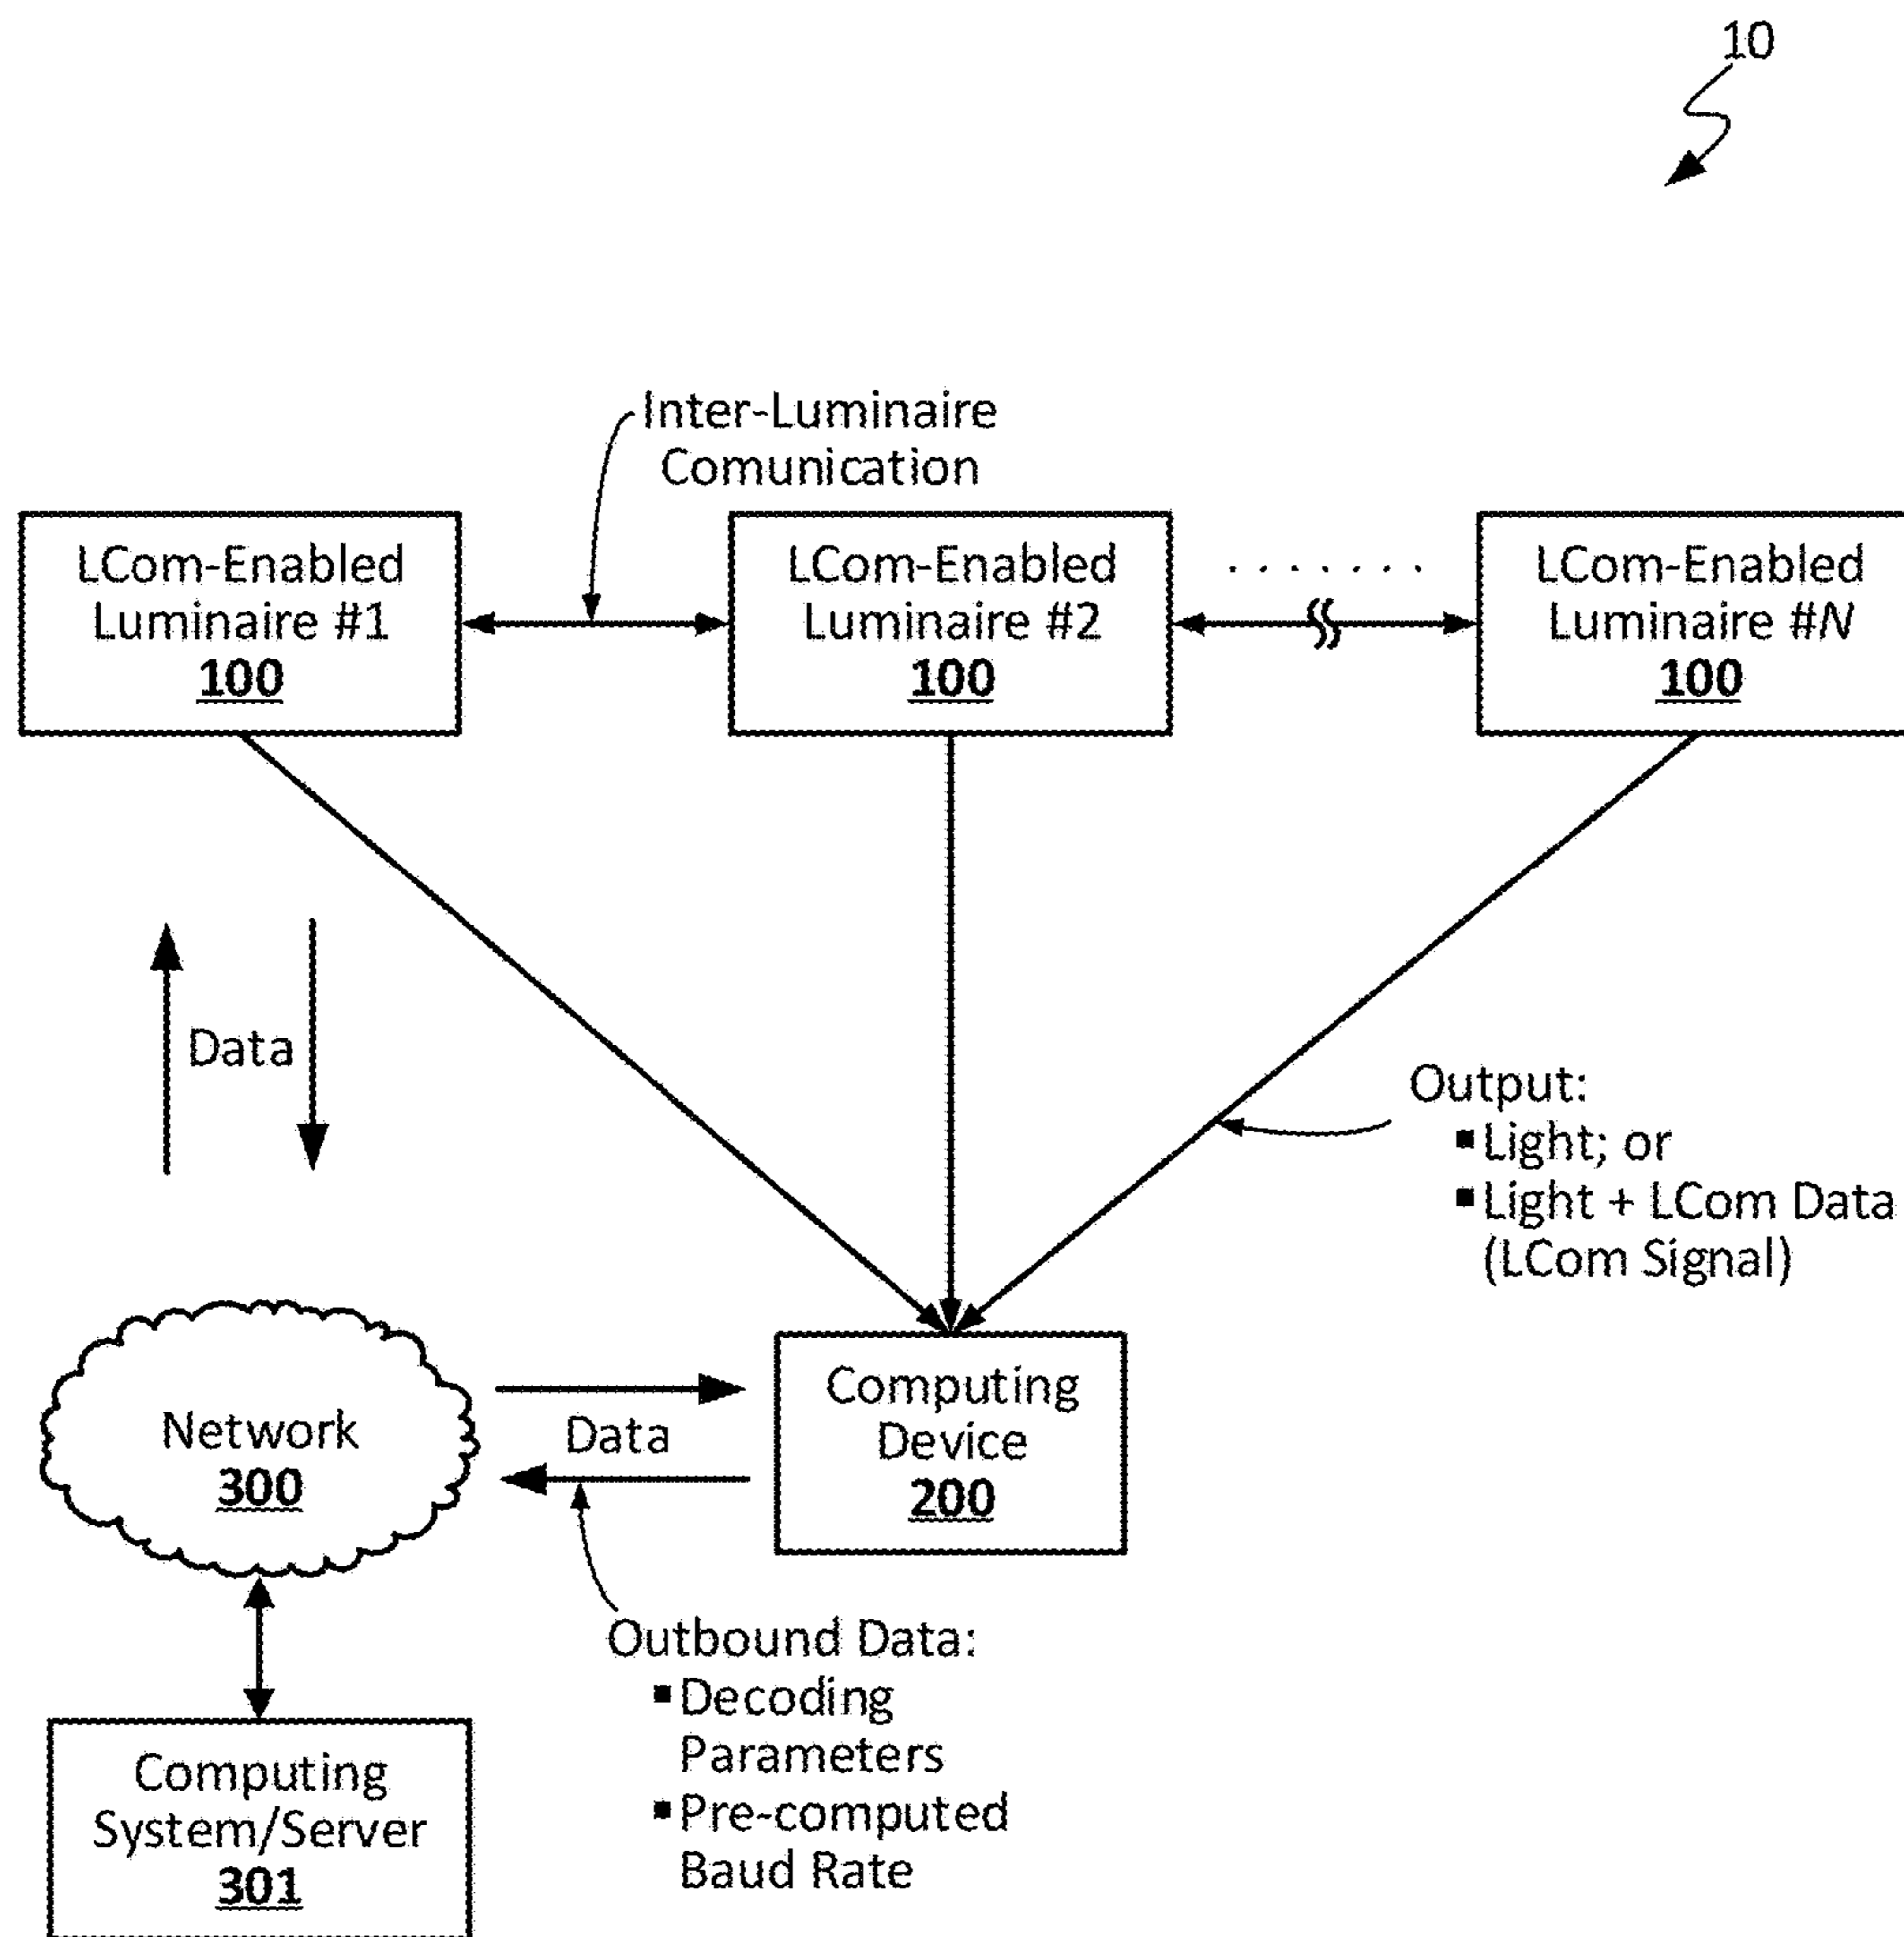 10
Inter-Luminaire
Comunication
LCom-Enabled
Luminaire #1
100
LCom-Enabled
Luminaire #2
100
. . . . . . .
LCom-Enabled
Luminaire #N
100
Data
Output:
▪ Light; or
▪ Light + LCom Data
(LCom Signal)
Network
300
Data
Computing
Device
200
Outbound Data:
▪ Decoding
Parameters
▪ Pre-computed
Baud Rate
Computing
System/Server
301